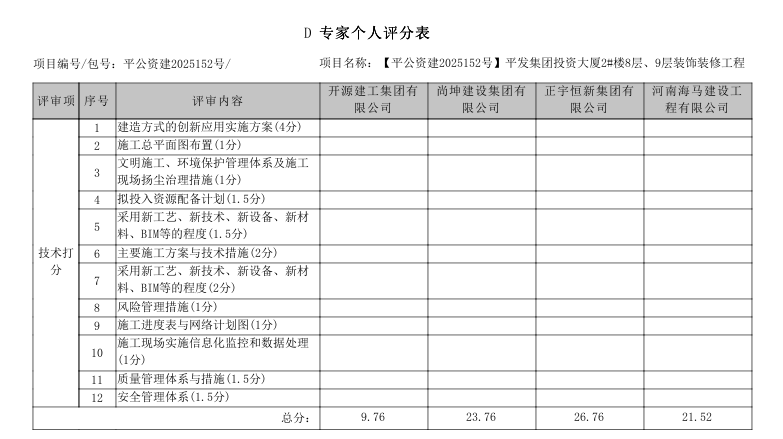 D 专家个人评分表
项目编号/包号: 平公资建2025152号/
项目名称: 【平公资建2025152号】平发集团投资大厦2#楼8层、9层装饰装修工程
评审项 序号 评审内容 开源建工集团有限公司 尚坤建设集团有限公司 正宇恒新集团有限公司 河南海马建设工程有限公司
技术打分
1 建造方式的创新应用实施方案(4分)
2 施工总平面图布置(1分)
3 文明施工、环境保护管理体系及施工
现场扬尘治理措施(1分)
4 拟投入资源配备计划(1.5分)
5 采用新工艺、新技术、新设备、新材
料、BIM等的程度(1.5分)
6 主要施工方案与技术措施(2分)
7 采用新工艺、新技术、新设备、新材
料、BIM等的程度(2分)
8 风险管理措施(1分)
9 施工进度表与网络计划图(1分)
10 施工现场实施信息化监控和数据处理
(1分)
11 质量管理体系与措施(1.5分)
12 安全管理体系(1.5分)
总分: 9.76 23.76 26.76 21.52